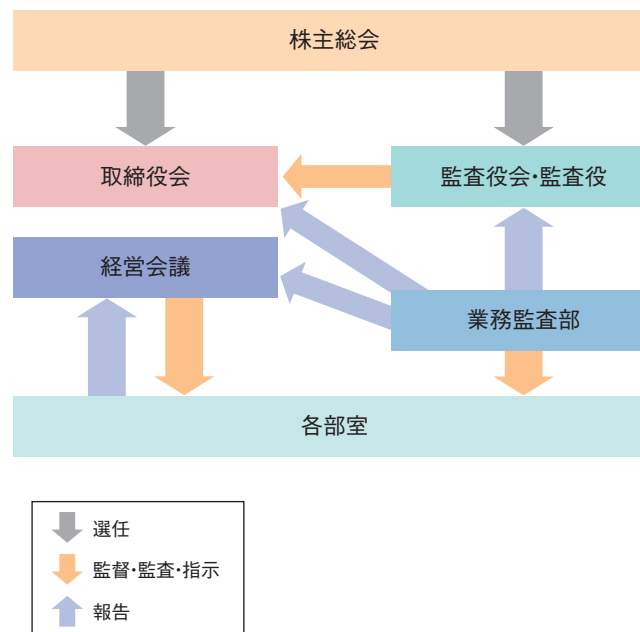 株主総会
取締役会
監査役会・監査役
経営会議
業務監査部
各部室
選任
監督・監査・指示
報告